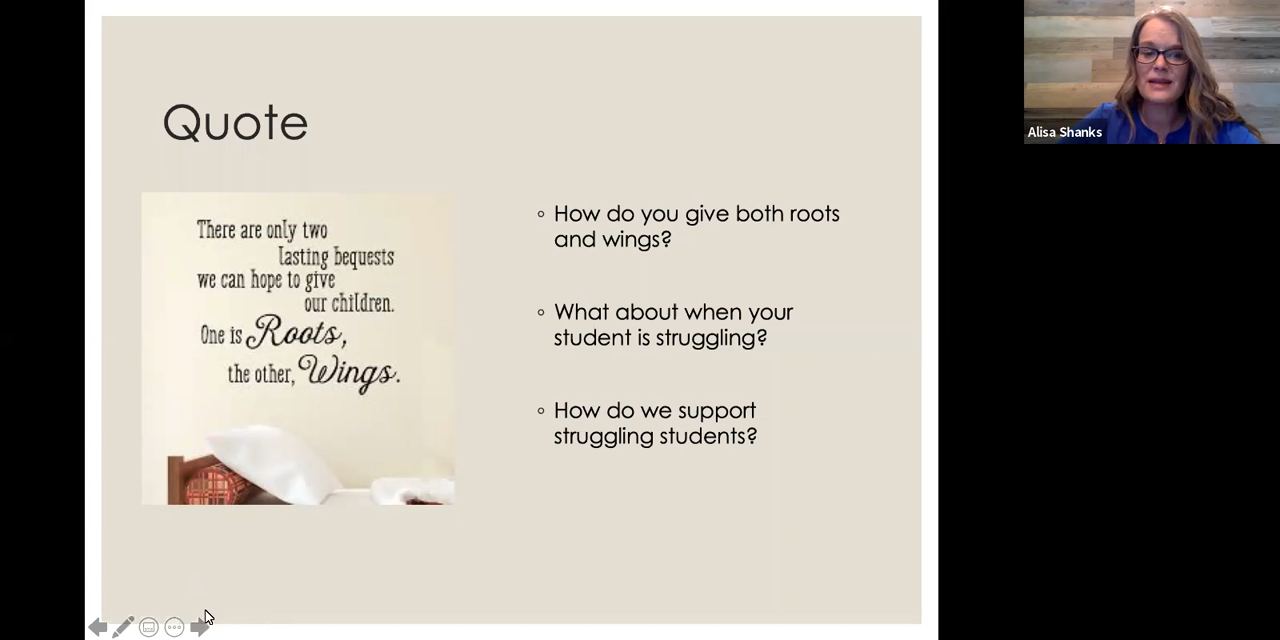 Quote
There are only two
lasting bequests
we can hope to give
our children.
One is Roots,
the other, Wings.
◦ How do you give both roots
and wings?
◦ What about when your
student is struggling?
◦ How do we support
struggling students?
Alisa Shanks